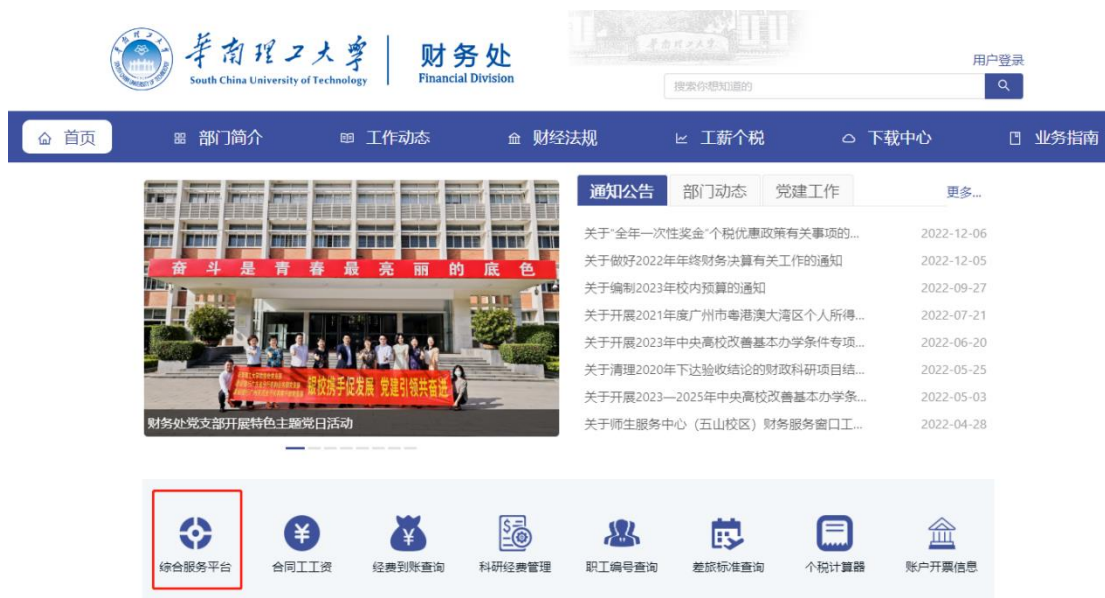 華南理工大學
South China University of Technology
财务处
Financial Division
用户登录
搜索你想知道的
首页
部门简介
工作动态
财经法规
工薪个税
下载中心
业务指南
通知公告
部门动态
党建工作
更多...
奋斗是青春最亮丽的底色
银校携手促发展 党建引领共奋进
财务处党支部开展特色主题党日活动
关于“全年一次性奖金”个税优惠政策有关事项的... 2022-12-06
关于做好2022年年终财务决算有关工作的通知 2022-12-05
关于编制2023年校内预算的通知 2022-09-27
关于开展2021年度广州市粤港澳大湾区个人所得... 2022-07-21
关于开展2023年中央高校改善基本办学条件专项... 2022-06-20
关于清理2020年下达验收结论的财政科研项目结... 2022-05-25
关于开展2023—2025年中央高校改善基本办学条... 2022-05-03
关于师生服务中心（五山校区）财务服务窗口工... 2022-04-28
综合服务平台
合同工工资
经费到账查询
科研经费管理
职工编号查询
差旅标准查询
个税计算器
账户开票信息